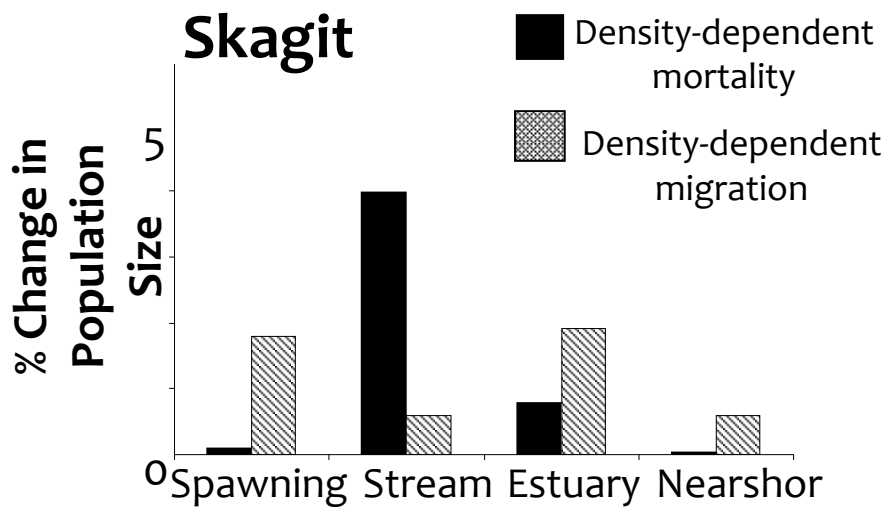 Skagit
Density-dependent
mortality
Density-dependent
migration
% Change in
Population
Size
5
0
Spawning
Stream
Estuary
Nearshor